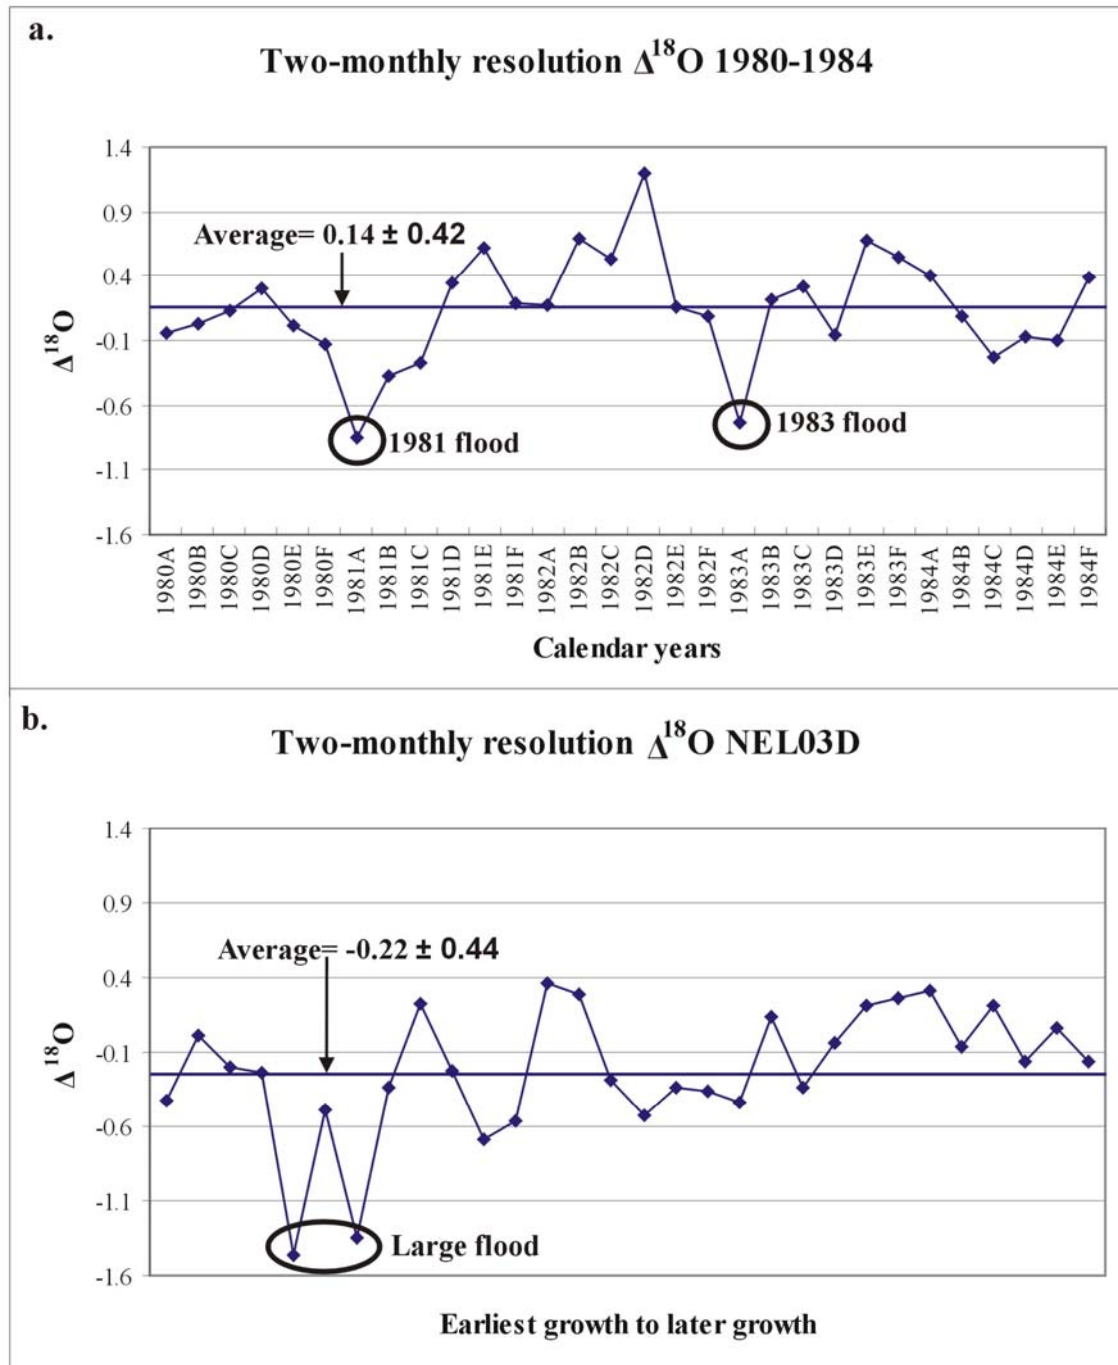 a.
Two-monthly resolution Δ¹⁸O 1980-1984
1.4
0.9
0.4
-0.1
-0.6
-1.1
-1.6
Δ¹⁸O
Average= 0.14 ± 0.42
1981 flood
1983 flood
1980A
1980B
1980C
1980D
1980E
1980F
1981A
1981B
1981C
1981D
1981E
1981F
1982A
1982B
1982C
1982D
1982E
1982F
1983A
1983B
1983C
1983D
1983E
1983F
1984A
1984B
1984C
1984D
1984E
1984F
Calendar years
b.
Two-monthly resolution Δ¹⁸O NEL03D
1.4
0.9
0.4
-0.1
-0.6
-1.1
-1.6
Δ¹⁸O
Average= -0.22 ± 0.44
Large flood
Earliest growth to later growth